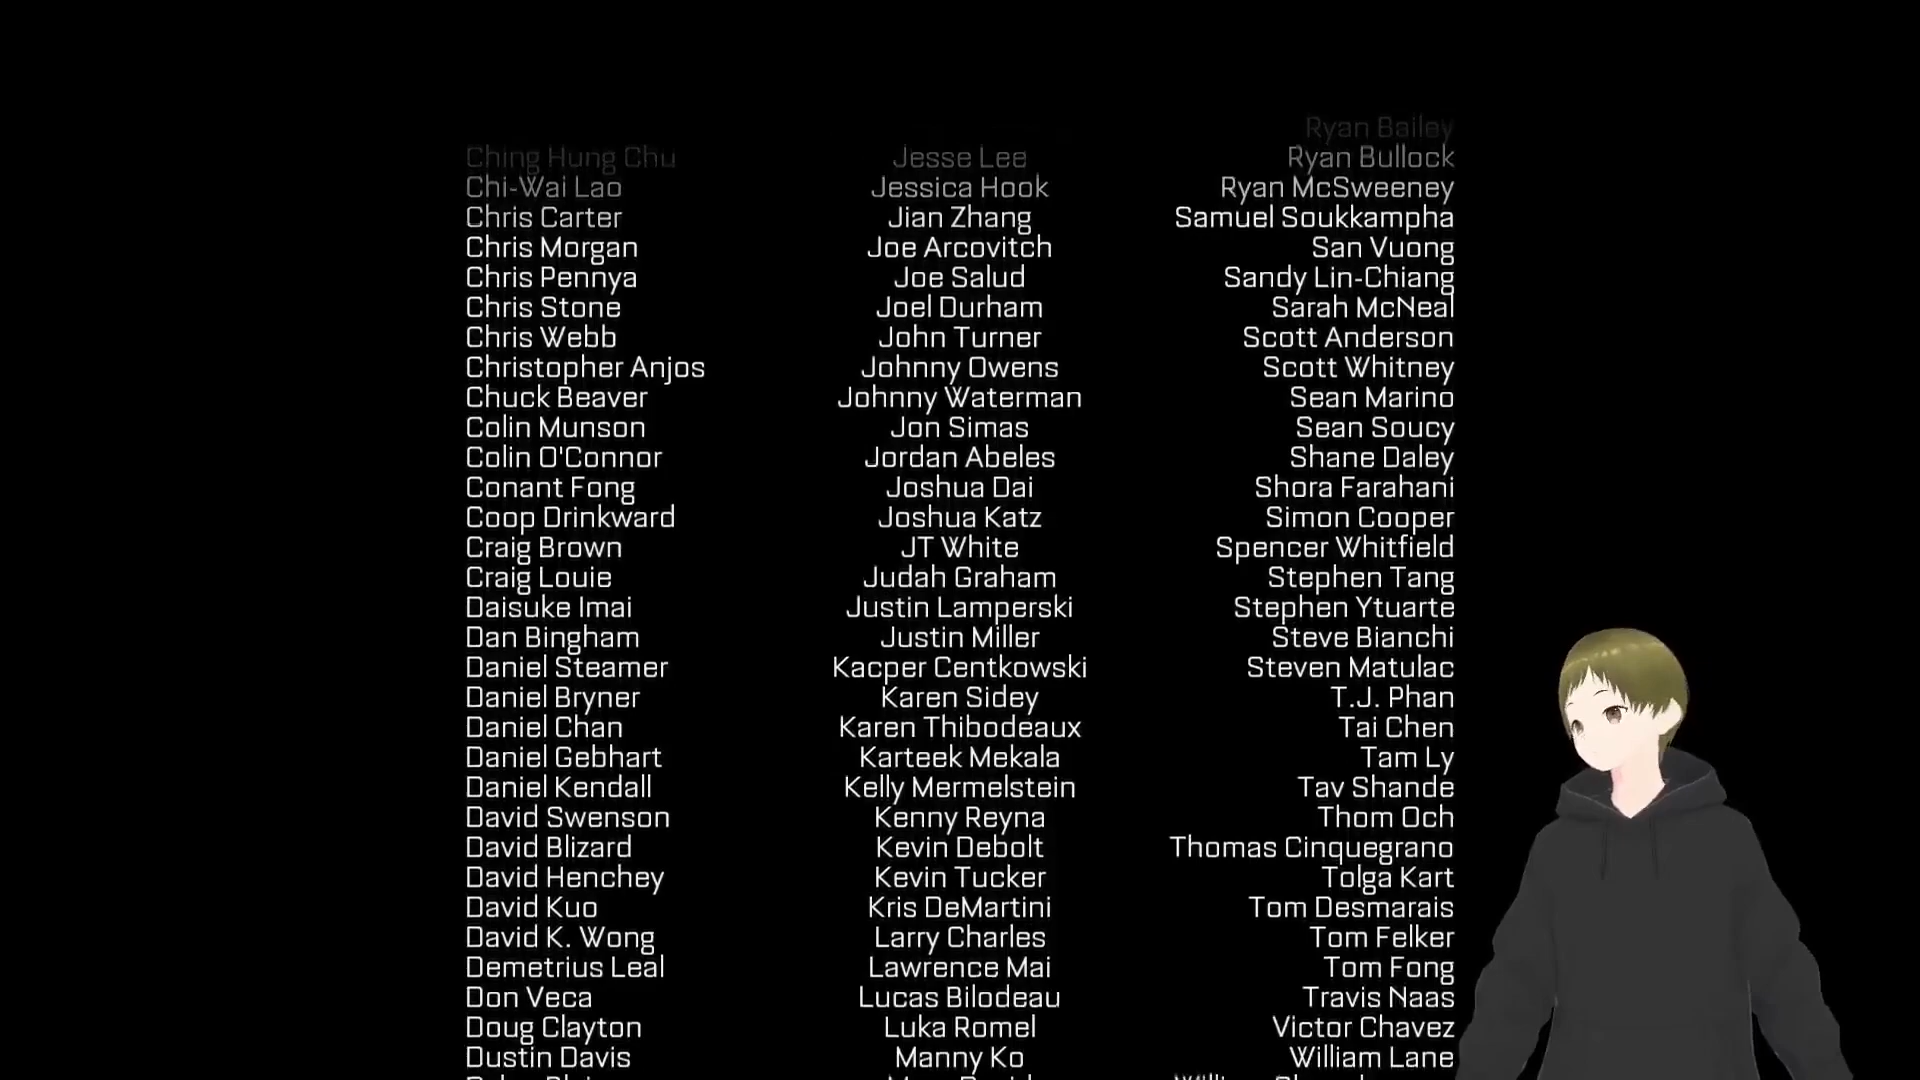 Ryan Bailey
Ching Hung Chu Jesse Lee Ryan Bullock
Chi-Wai Lao Jessica Hook Ryan McSweeney
Chris Carter Jian Zhang Samuel Soukkampha
Chris Morgan Joe Arcovitch San Vuong
Chris Pennya Joe Salud Sandy Lin-Chiang
Chris Stone Joel Durham Sarah McNeal
Chris Webb John Turner Scott Anderson
Christopher Anjos Johnny Owens Scott Whitney
Chuck Beaver Johnny Waterman Sean Marino
Colin Munson Jon Simas Sean Soucy
Colin O'Connor Jordan Abeles Shane Daley
Conant Fong Joshua Dai Shora Farahani
Coop Drinkward Joshua Katz Simon Cooper
Craig Brown JT White Spencer Whitfield
Craig Louie Judah Graham Stephen Tang
Daisuke Imai Justin Lamperski Stephen Ytuarte
Dan Bingham Justin Miller Steve Bianchi
Daniel Steamer Kacper Centkowski Steven Matulac
Daniel Bryner Karen Sidey T.J. Phan
Daniel Chan Karen Thibodeaux Tai Chen
Daniel Gebhart Karteek Mekala Tam Ly
Daniel Kendall Kelly Mermelstein Tav Shande
David Swenson Kenny Reyna Thom Och
David Blizard Kevin Debolt Thomas Cinquegrano
David Henchey Kevin Tucker Tolga Kart
David Kuo Kris DeMartini Tom Desmarais
David K. Wong Larry Charles Tom Felker
Demetrius Leal Lawrence Mai Tom Fong
Don Veca Lucas Bilodeau Travis Naas
Doug Clayton Luka Romel Victor Chavez
Dustin Davis Manny Ko William Lane